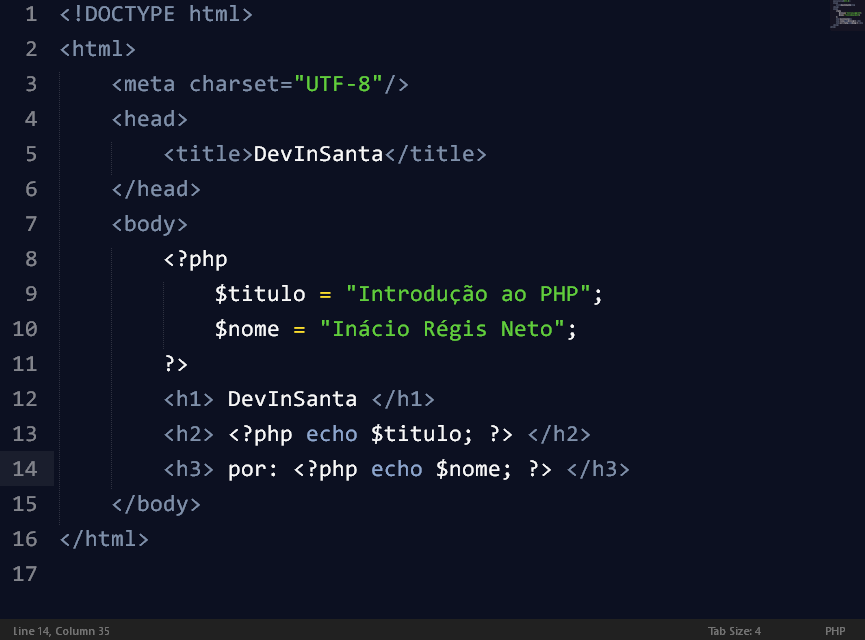 1 <!DOCTYPE html>
2 <html>
3     <meta charset="UTF-8"/>
4     <head>
5         <title>DevInSanta</title>
6     </head>
7     <body>
8         <?php
9             $titulo = "Introdução ao PHP";
10             $nome = "Inácio Régis Neto";
11         ?>
12         <h1> DevInSanta </h1>
13         <h2> <?php echo $titulo; ?> </h2>
14         <h3> por: <?php echo $nome; ?> </h3>
15     </body>
16 </html>
17
Line 14, Column 35 Tab Size: 4 PHP